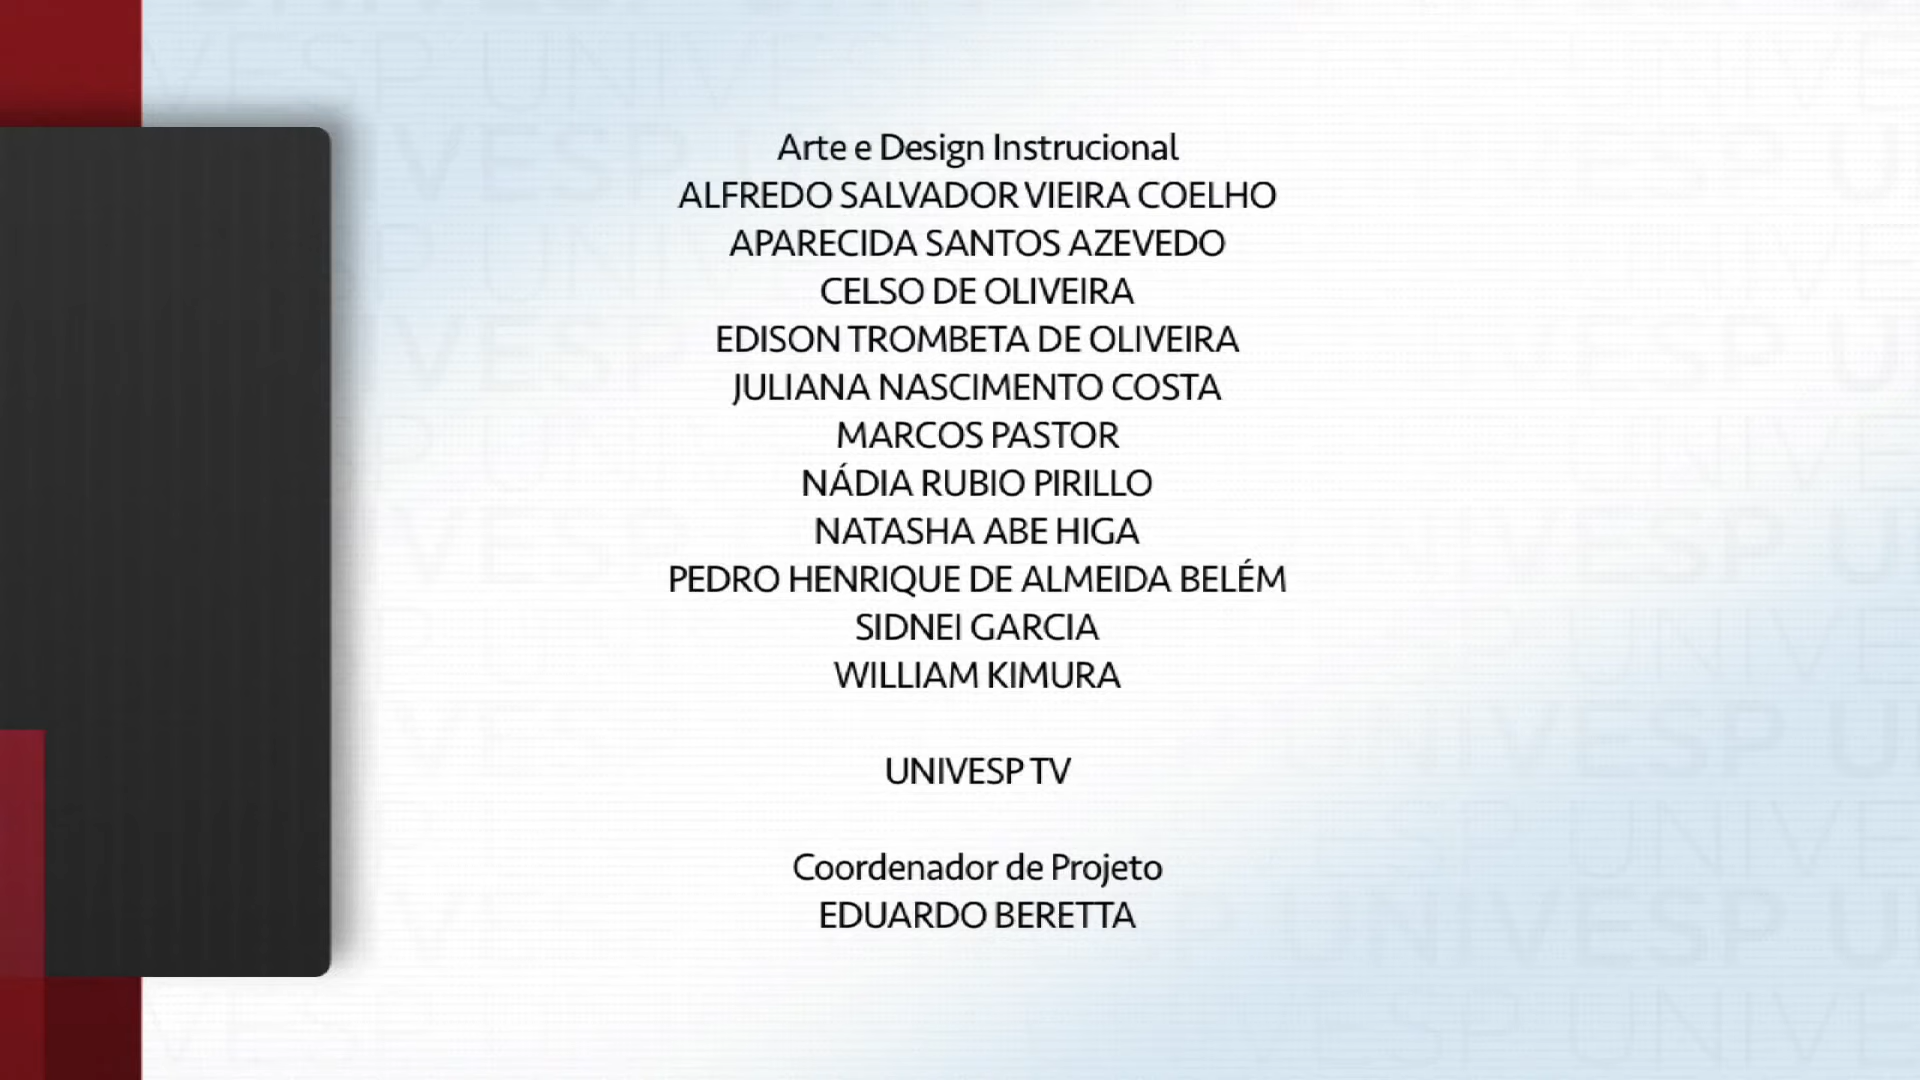 Arte e Design Instrucional
ALFREDO SALVADOR VIEIRA COELHO
APARECIDA SANTOS AZEVEDO
CELSO DE OLIVEIRA
EDISON TROMBETA DE OLIVEIRA
JULIANA NASCIMENTO COSTA
MARCOS PASTOR
NÁDIA RUBIO PIRILLO
NATASHA ABE HIGA
PEDRO HENRIQUE DE ALMEIDA BELÉM
SIDNEI GARCIA
WILLIAM KIMURA
UNIVESP TV
Coordenador de Projeto
EDUARDO BERETTA